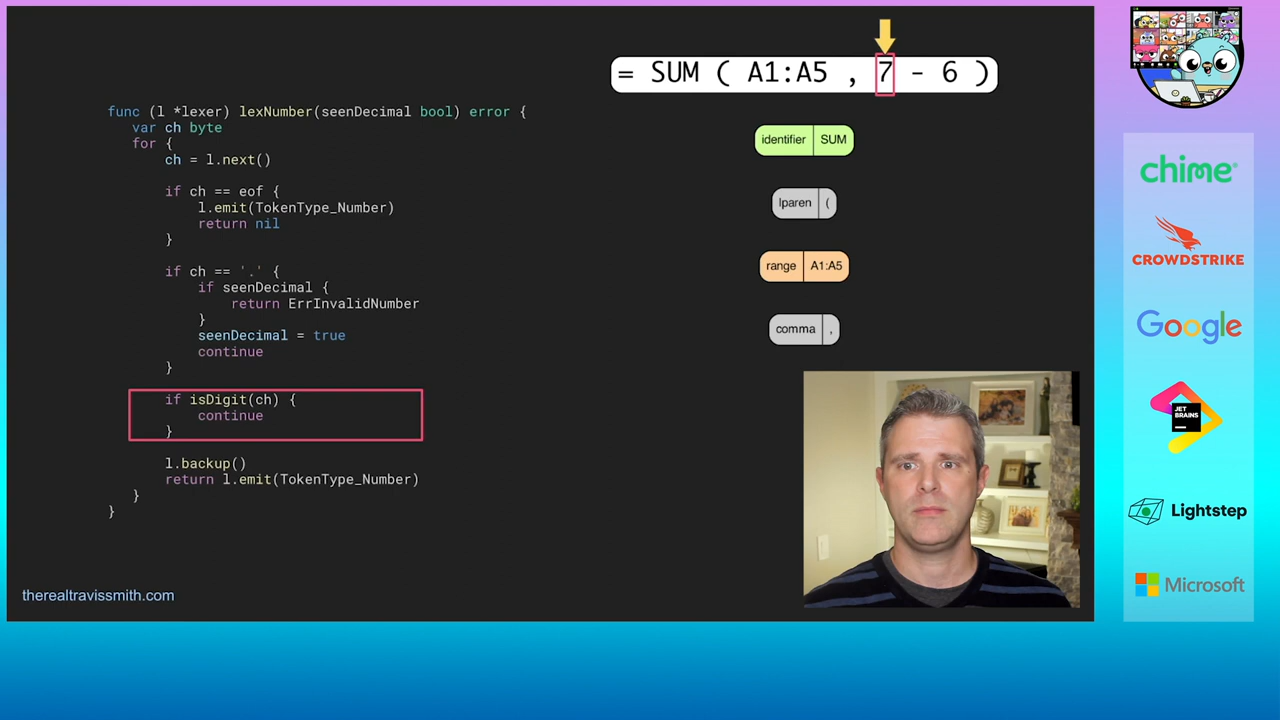 = SUM ( A1:A5 , 7 - 6 )
func (l *lexer) lexNumber(seenDecimal bool) error {
var ch byte
for {
ch = l.next()
if ch == eof {
l.emit(TokenType_Number)
return nil
}
if ch == '.' {
if seenDecimal {
return ErrInvalidNumber
}
seenDecimal = true
continue
}
if isDigit(ch) {
continue
}
l.backup()
return l.emit(TokenType_Number)
}
}
identifier SUM
lparen (
range A1:A5
comma ,
therealtravissmith.com
chime®
CROWDSTRIKE
Google
JET
BRAINS
Lightstep
Microsoft